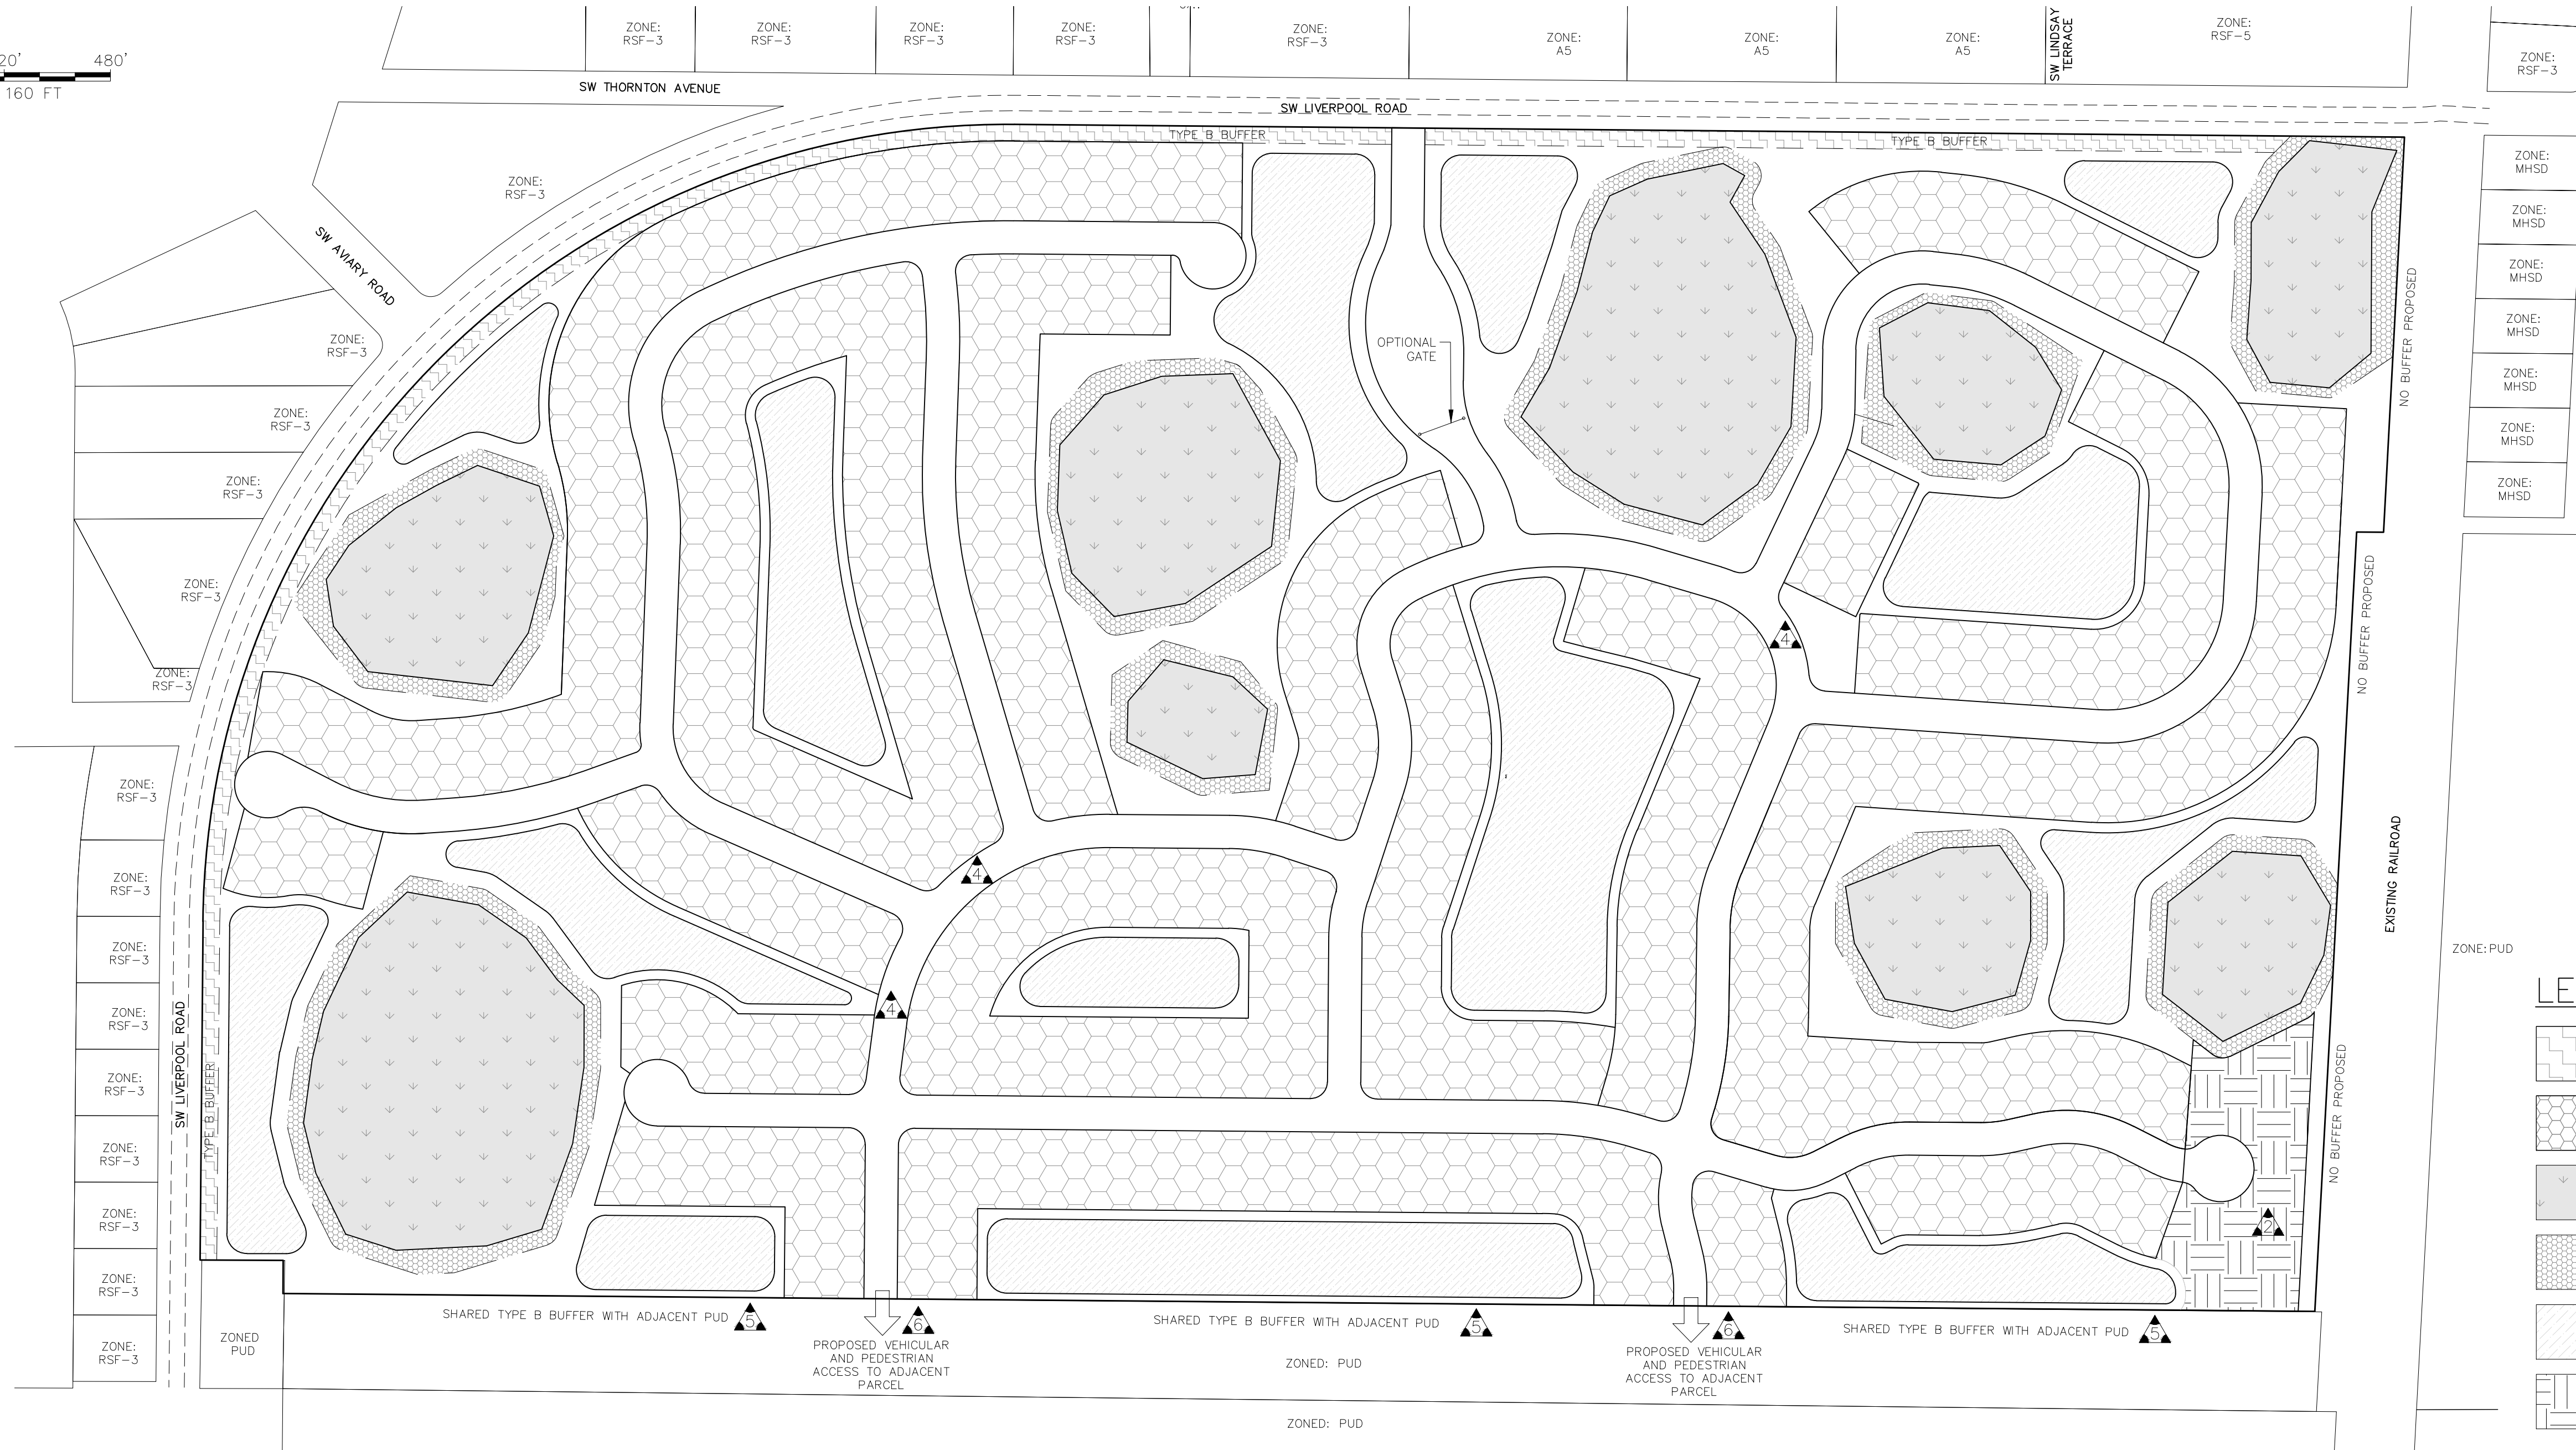 ZONE:
RSF-3
ZONE:
RSF-3
ZONE:
RSF-3
ZONE:
RSF-3
ZONE:
RSF-3
ZONE:
A5
ZONE:
A5
ZONE:
A5
SW LINDSAY
TERRACE
ZONE:
RSF-5
ZONE:
RSF-3
20'
480'
160 FT
SW THORNTON AVENUE
SW LIVERPOOL ROAD
TYPE B BUFFER
TYPE B BUFFER
ZONE:
RSF-3
SW AVIARY ROAD
ZONE:
RSF-3
ZONE:
RSF-3
ZONE:
RSF-3
ZONE:
RSF-3
ZONE:
RSF-3
ZONE:
RSF-3
ZONE:
RSF-3
ZONE:
RSF-3
ZONE:
RSF-3
ZONE:
RSF-3
ZONE:
RSF-3
ZONE:
RSF-3
ZONE:
RSF-3
ZONE:
RSF-3
SW LIVERPOOL ROAD
TYPE B BUFFER
OPTIONAL
GATE
4
4
4
2
ZONE:
MHSD
ZONE:
MHSD
ZONE:
MHSD
ZONE:
MHSD
ZONE:
MHSD
ZONE:
MHSD
ZONE:
MHSD
NO BUFFER PROPOSED
NO BUFFER PROPOSED
EXISTING RAILROAD
NO BUFFER PROPOSED
ZONE: PUD
LE
SHARED TYPE B BUFFER WITH ADJACENT PUD
5
SHARED TYPE B BUFFER WITH ADJACENT PUD
5
SHARED TYPE B BUFFER WITH ADJACENT PUD
5
6
PROPOSED VEHICULAR
AND PEDESTRIAN
ACCESS TO ADJACENT
PARCEL
6
PROPOSED VEHICULAR
AND PEDESTRIAN
ACCESS TO ADJACENT
PARCEL
ZONED
PUD
ZONED: PUD
ZONED: PUD